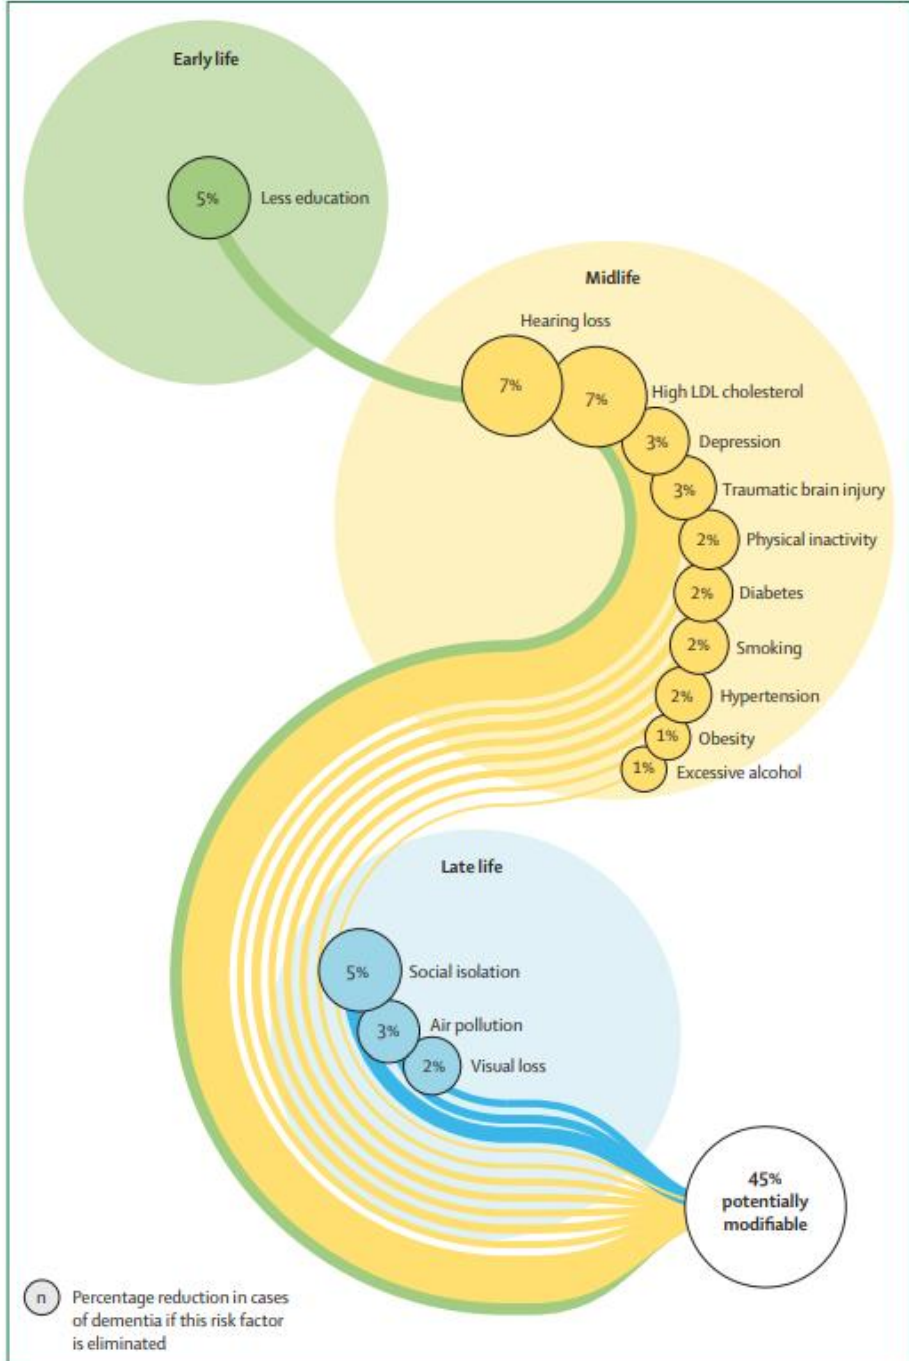 Early life
5%
Less education
Midlife
Hearing loss
7%
7%
High LDL cholesterol
3%
Depression
3%
Traumatic brain injury
2%
Physical inactivity
2%
Diabetes
2%
Smoking
2%
Hypertension
1%
Obesity
1%
Excessive alcohol
Late life
5%
Social isolation
3%
Air pollution
2%
Visual loss
45%
potentially
modifiable
n
Percentage reduction in cases
of dementia if this risk factor
is eliminated